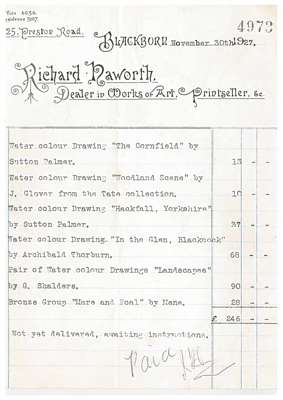 4973
25, Preston Road,
BLACKBURN November 30th 1927.
Richard Haworth,
Dealer in Works of Art, Printseller, &c.
Water colour Drawing "The Cornfield" by
Sutton Palmer. - -
Water colour Drawing "Woodland Scene" by
J. Glover from the Tate collection. 10 - -
Water colour Drawing "Hackfall, Yorkshire"
by Sutton Palmer. 37 - -
Water colour Drawing "In the Glen, Blacknock"
by Archibald Thorburn. 68 - -
Pair of Water colour Drawings "Landscapes"
by G. Shalders. 90 - -
Bronze Group "Mare and Foal" by Mene. 28 - -
£ 246 - -
Not yet delivered, awaiting instructions.
Paid